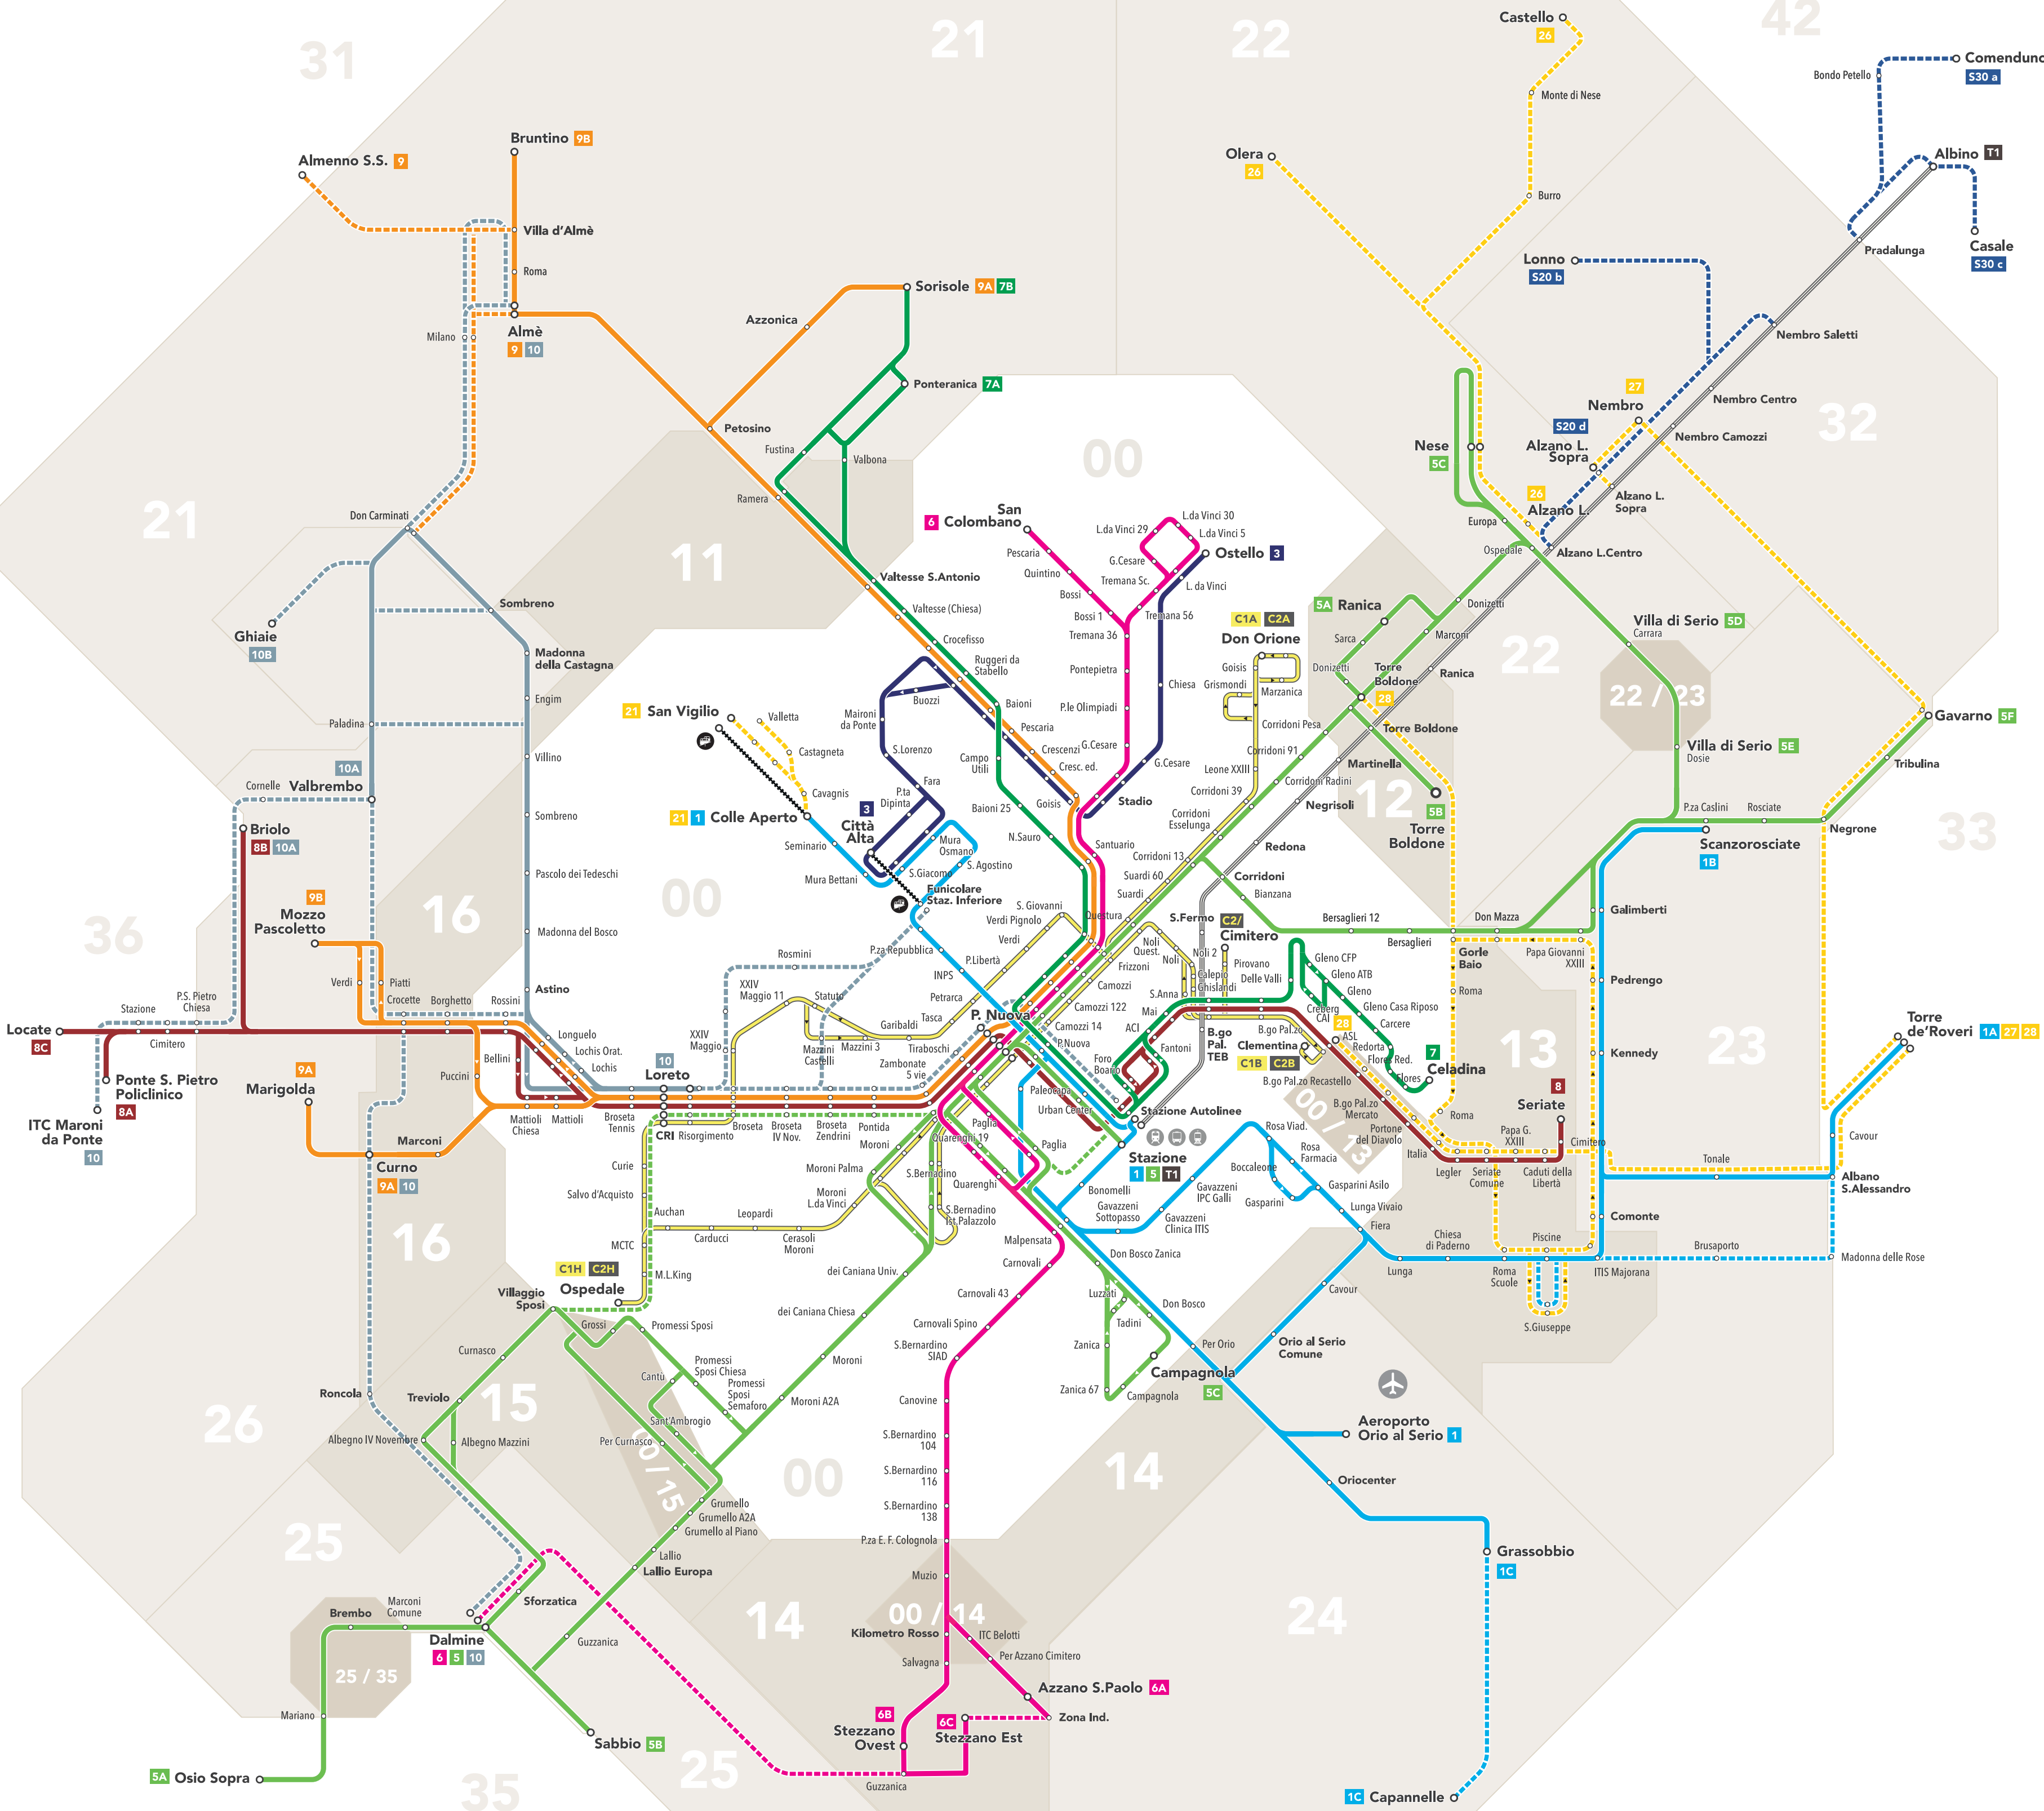 31
21
22
42
Castello
26
Comenduno
S30 a
Bondo Petello
Monte di Nese
Bruntino 9B
Almenno S.S. 9
Olera
26
Albino T1
Burro
Villa d'Almè
Pradalunga
Casale
S30 c
Lonno
S20 b
Roma
Sorisole 9A 7B
Azzonica
Almè
9 10
Milano
Nembro Saletti
Ponteranica 7A
27
Nembro
Nembro Centro
32
Petosino
S20 d
Nembro Camozzi
Fustina
Valbona
00
Nese
5C
Alzano L.
Sopra
Ramera
26
Alzano L.
Alzano L.
Sopra
21
Don Carminati
San
6 Colombano
L.da Vinci 30
L.da Vinci 29
L.da Vinci 5
Europa
11
Pescaria
Ostello 3
Ospedale
Alzano L.Centro
G.Cesare
Quintino
Valtesse S.Antonio
Tremana Sc.
L. da Vinci
Bossi
Sombreno
Valtesse (Chiesa)
Bossi 1
Tremana 56
C1A C2A
Don Orione
5A Ranica
Donizetti
Villa di Serio 5D
Carrara
Ghiaie
10B
Tremana 36
Crocefisso
Sarca
Marconi
22
Madonna
della Castagna
Ruggeri da
Stabello
Pontepietra
Goisis
Donizetti
Torre
Boldone
28
Ranica
Engim
Buozzi
Chiesa
Grismondi
Marzanica
22 / 23
Paladina
21 San Vigilio
Valletta
Maironi
da Ponte
Baioni
P.le Olimpiadi
Corridoni Pesa
Torre Boldone
Gavarno 5F
Pescaria
Villino
Castagneta
S.Lorenzo
Crescenzi
G.Cesare
Corridoni 91
Villa di Serio 5E
Dosie
Campo
Utili
Cresc. ed.
G.Cesare
Leone XXIII
Martinella
Tribulina
10A
Cornelle
Valbrembo
Cavagnis
Fara
P.ta
Dipinta
Corridoni Radini
12
Corridoni 39
Negrisoli
5B
Torre
Boldone
Sombreno
21 1 Colle Aperto
3
Città
Alta
Baioni 25
Goisis
Stadio
Corridoni
Esselunga
P.za Caslini
Rosciate
Negrone
Briolo
8B 10A
Seminario
N.Sauro
Mura
Osmano
Santuario
Redona
Scanzorosciate
1B
33
Corridoni 13
Pascolo dei Tedeschi
Mura Bettani
S.Giacomo
S. Agostino
Suardi 60
Corridoni
00
Suardi
Bianzana
9B
Mozzo
Pascoletto
16
Funicolare
Staz. Inferiore
S. Giovanni
Galimberti
36
Verdi Pignolo
Questura
S.Fermo
C2/
Cimitero
Bersaglieri 12
Don Mazza
Madonna del Bosco
Verdi
Noli
Quest.
Bersaglieri
P.za Repubblica
Noli 2
Pirovano
Gorle
Baio
Papa Giovanni
XXIII
Rosmini
P.Libertà
Frizzoni
Noli
Gleno CFP
Verdi
Piatti
INPS
Calepio
Ghislandi
Delle Valli
Gleno ATB
Pedrengo
Astino
XXIV
Maggio 11
Camozzi
S.Anna
Gleno
Roma
Stazione
P.S. Pietro
Chiesa
Crocette
Borghetto
Rossini
Statuto
Petrarca
Camozzi 122
Mai
Creberg
CAI
Gleno Casa Riposo
Locate
8C
Cimitero
Longuelo
Garibaldi
Tasca
P. Nuova
Camozzi 14
ACI
B.go
Pal.
TEB
B.go Pal.zo
28
ASL
Carcere
13
Torre
de'Roveri 1A 27 28
XXIV
Maggio
Mazzini
Castelli
Mazzini 3
Tiraboschi
P.Nuova
Fantoni
Clementina
C1B C2B
Redorta
Flores Red.
Kennedy
23
Bellini
Lochis Orat.
Lochis
10
Loreto
Zambonate
5 vie
Foro
Boario
7
Celadina
9A
Marigolda
Puccini
B.go Pal.zo Recastello
Flores
8
Seriate
Ponte S. Pietro
Policlinico
8A
Paleocapa
Urban Center
Stazione Autolinee
B.go Pal.zo
Mercato
Roma
ITC Maroni
da Ponte
10
Mattioli
Chiesa
Mattioli
Broseta
Tennis
CRI
Risorgimento
Broseta
Broseta
IV Nov.
Broseta
Zendrini
Pontida
Paglia
Rosa Viad.
00 / 13
Portone
del Diavolo
Papa G.
XXIII
Cimitero
Cavour
Marconi
Moroni
Quarenghi 19
Paglia
Stazione
1 5 T1
Rosa
Farmacia
Italia
Tonale
Curno
9A 10
Curie
Moroni Palma
S.Bernadino
Quarenghi
Boccaleone
Legler
Seriate
Comune
Caduti della
Libertà
Albano
S.Alessandro
Salvo d'Acquisto
Moroni
L.da Vinci
Bonomelli
Gavazzeni
IPC Galli
Gasparini
Gasparini Asilo
Auchan
Leopardi
S.Bernadino
Ist.Palazzolo
Gavazzeni
Sottopasso
Gavazzeni
Clinica ITIS
Lunga Vivaio
Comonte
Carducci
Cerasoli
Moroni
Malpensata
Fiera
Chiesa
di Paderno
Piscine
16
MCTC
Don Bosco Zanica
Brusaporto
Madonna delle Rose
C1H C2H
Ospedale
M.L.King
dei Caniana Univ.
Carnovali
Lunga
Roma
Scuole
ITIS Majorana
Villaggio
Sposi
Carnovali 43
Luzzati
Cavour
Don Bosco
dei Caniana Chiesa
Grossi
Promessi Sposi
Carnovali Spino
Tadini
S.Giuseppe
Curnasco
S.Bernardino
SIAD
Zanica
Per Orio
Orio al Serio
Comune
Promessi
Sposi Chiesa
Moroni
Roncola
Treviolo
15
Cantù
Promessi
Sposi
Semaforo
Campagnola
5C
Zanica 67
Campagnola
Canovine
Moroni A2A
26
Sant'Ambrogio
Aeroporto
Orio al Serio 1
Albegno IV Novembre
Albegno Mazzini
Per Curnasco
S.Bernardino
104
00 / 15
00
S.Bernardino
116
14
Oriocenter
Grumello
S.Bernardino
138
Grumello A2A
Grumello al Piano
25
P.za E. F. Colognola
Lallio
Grassobbio
1C
Lallio Europa
Muzio
Marconi
Comune
Sforzatica
14
00 / 14
24
Brembo
Kilometro Rosso
ITC Belotti
Dalmine
6 5 10
Guzzanica
Salvagna
Per Azzano Cimitero
25 / 35
Azzano S.Paolo 6A
Mariano
6B
Stezzano
Ovest
6C
Stezzano Est
Zona Ind.
Sabbio 5B
25
5A Osio Sopra
35
Guzzanica
1C Capannelle